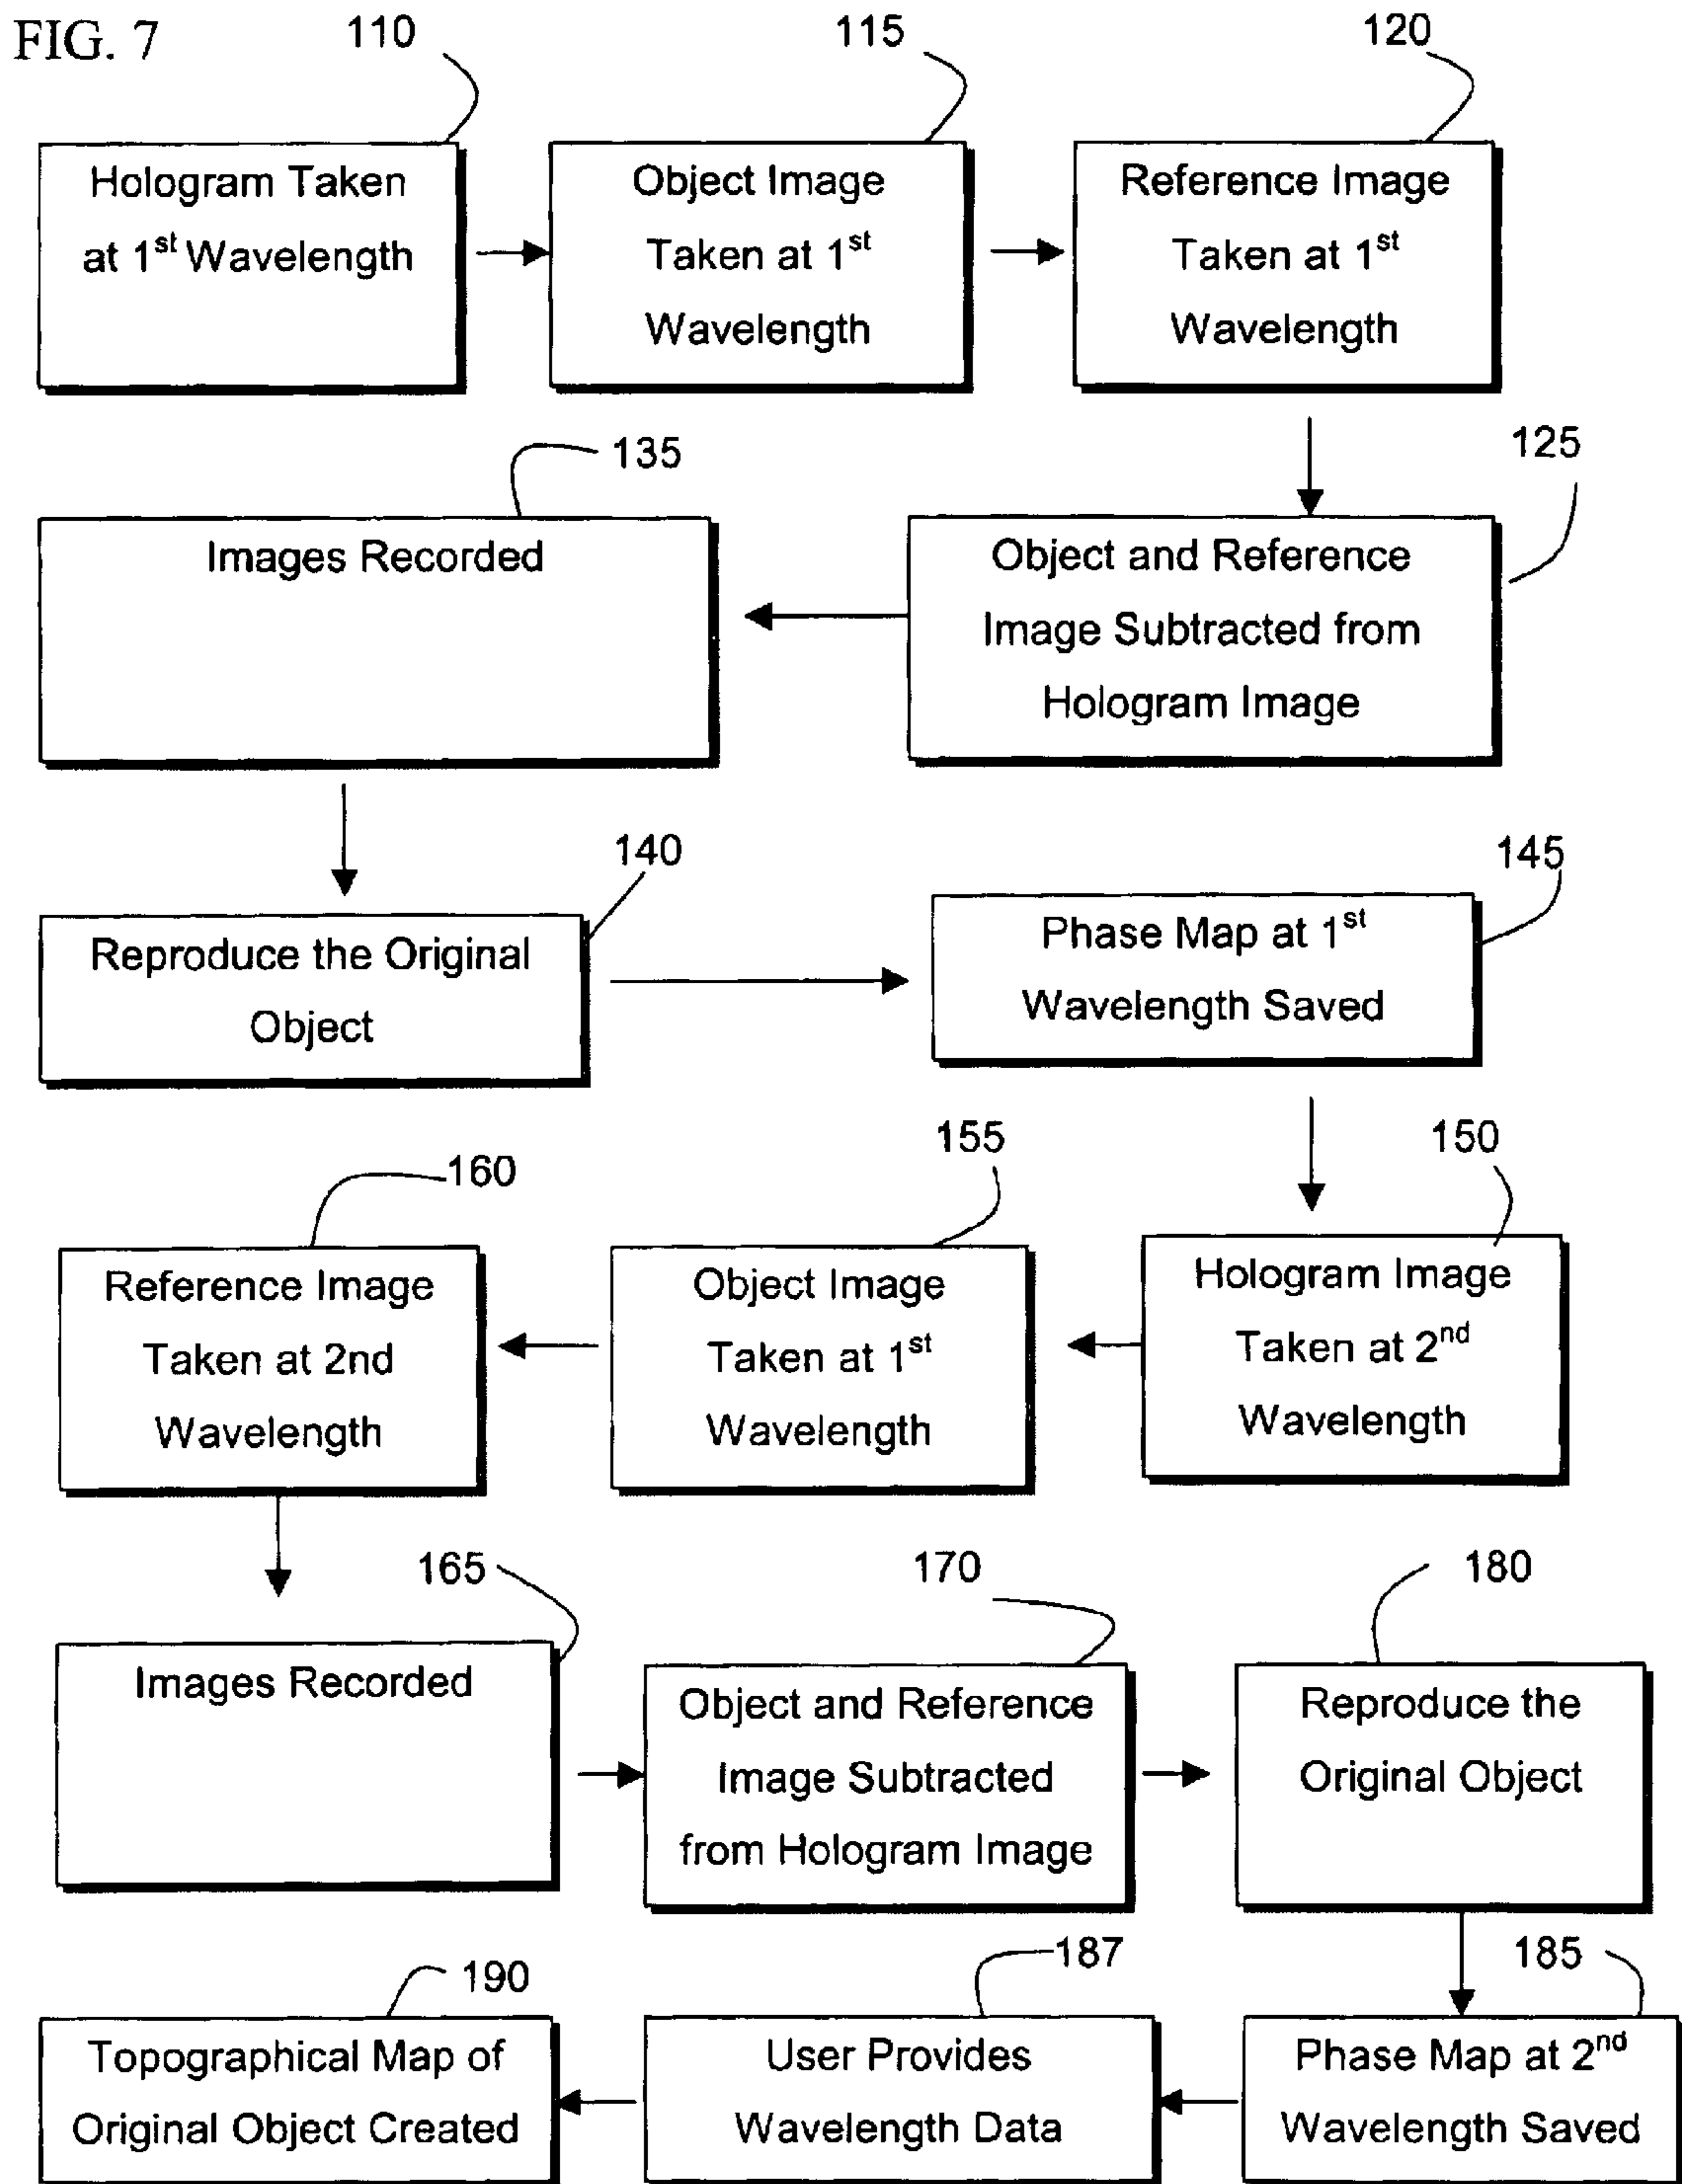 FIG. 7
110
115
120
Hologram Taken
at 1st Wavelength
Object Image
Taken at 1st
Wavelength
Reference Image
Taken at 1st
Wavelength
135
125
Images Recorded
Object and Reference
Image Subtracted from
Hologram Image
140
145
Reproduce the Original
Object
Phase Map at 1st
Wavelength Saved
160
155
150
Reference Image
Taken at 2nd
Wavelength
Object Image
Taken at 1st
Wavelength
Hologram Image
Taken at 2nd
Wavelength
165
170
180
Images Recorded
Object and Reference
Image Subtracted
from Hologram Image
Reproduce the
Original Object
190
187
185
Topographical Map of
Original Object Created
User Provides
Wavelength Data
Phase Map at 2nd
Wavelength Saved